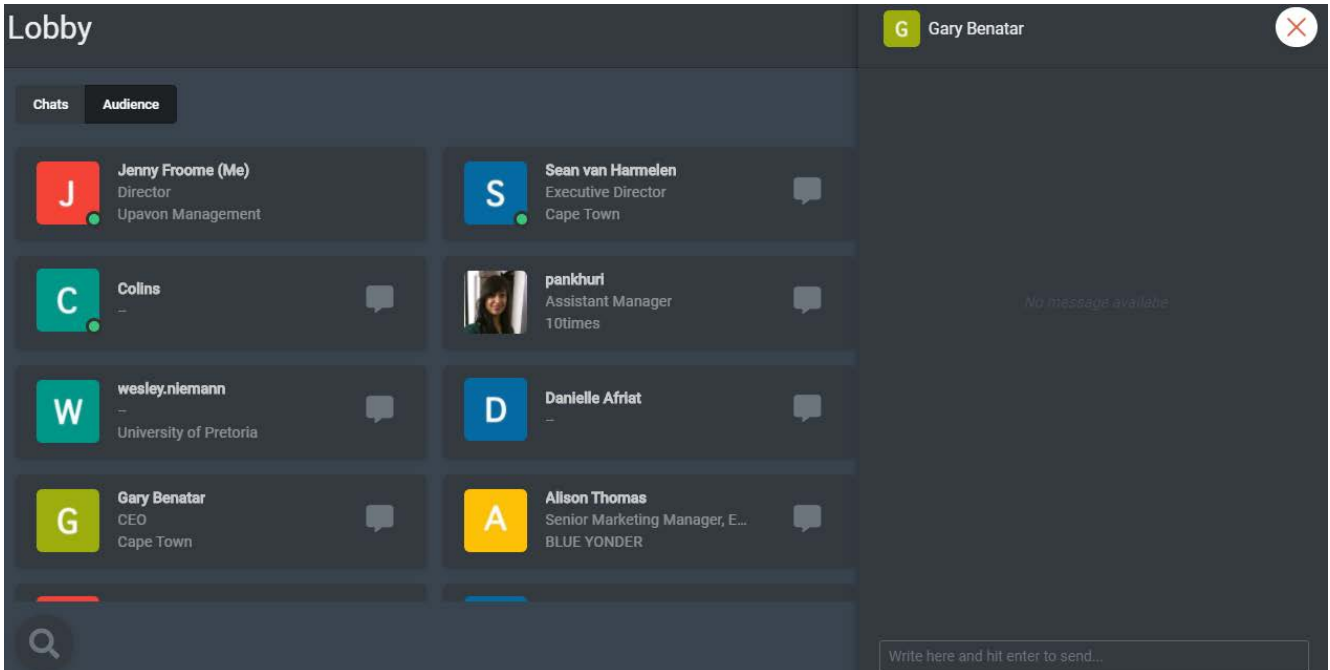 Lobby
G Gary Benatar
Chats Audience
J
Jenny Froome (Me)
Director
Upavon Management
S
Sean van Harmelen
Executive Director
Cape Town
C
Colins
–
pankhuri
Assistant Manager
10times
No message availane
W
wesley.niemann
–
University of Pretoria
D
Danielle Afriat
–
G
Gary Benatar
CEO
Cape Town
A
Alison Thomas
Senior Marketing Manager, E...
BLUE YONDER
Write here and hit enter to send...